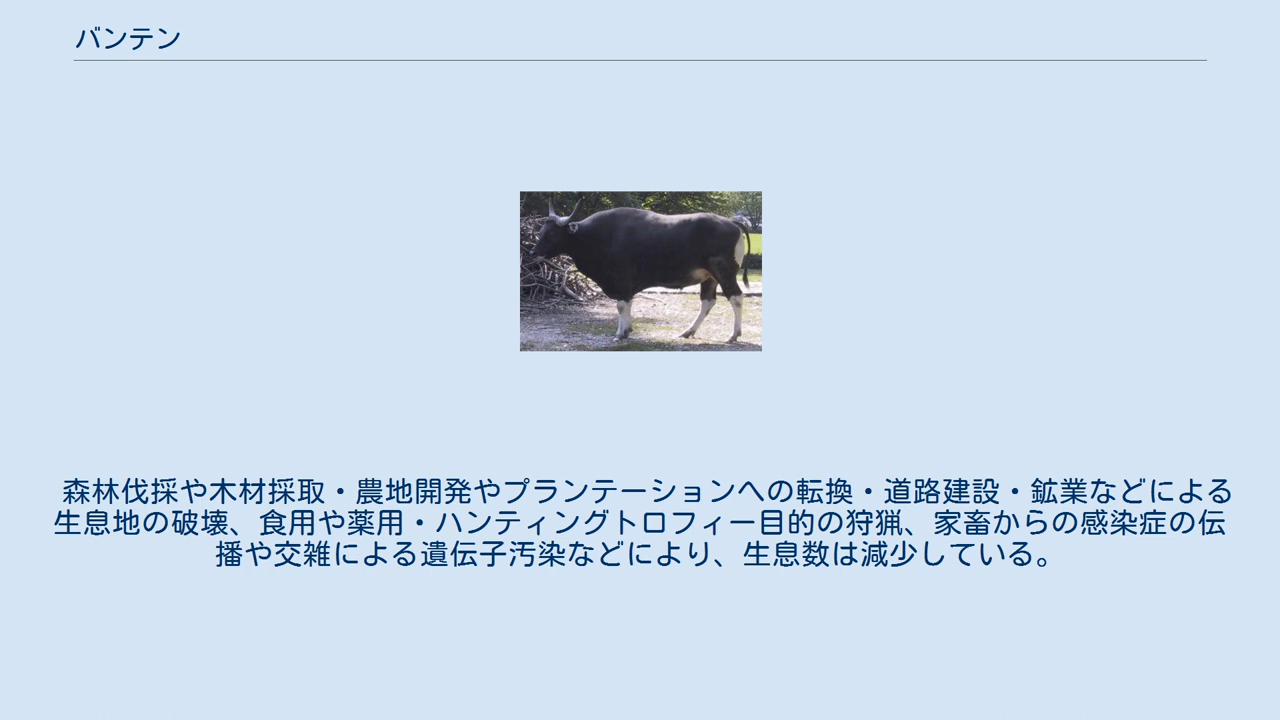 バンテン
森林伐採や木材採取・農地開発やプランテーションへの転換・道路建設・鉱業などによる
生息地の破壊、食用や薬用・ハンティングトロフィー目的の狩猟、家畜からの感染症の伝
播や交雑による遺伝子汚染などにより、生息数は減少している。